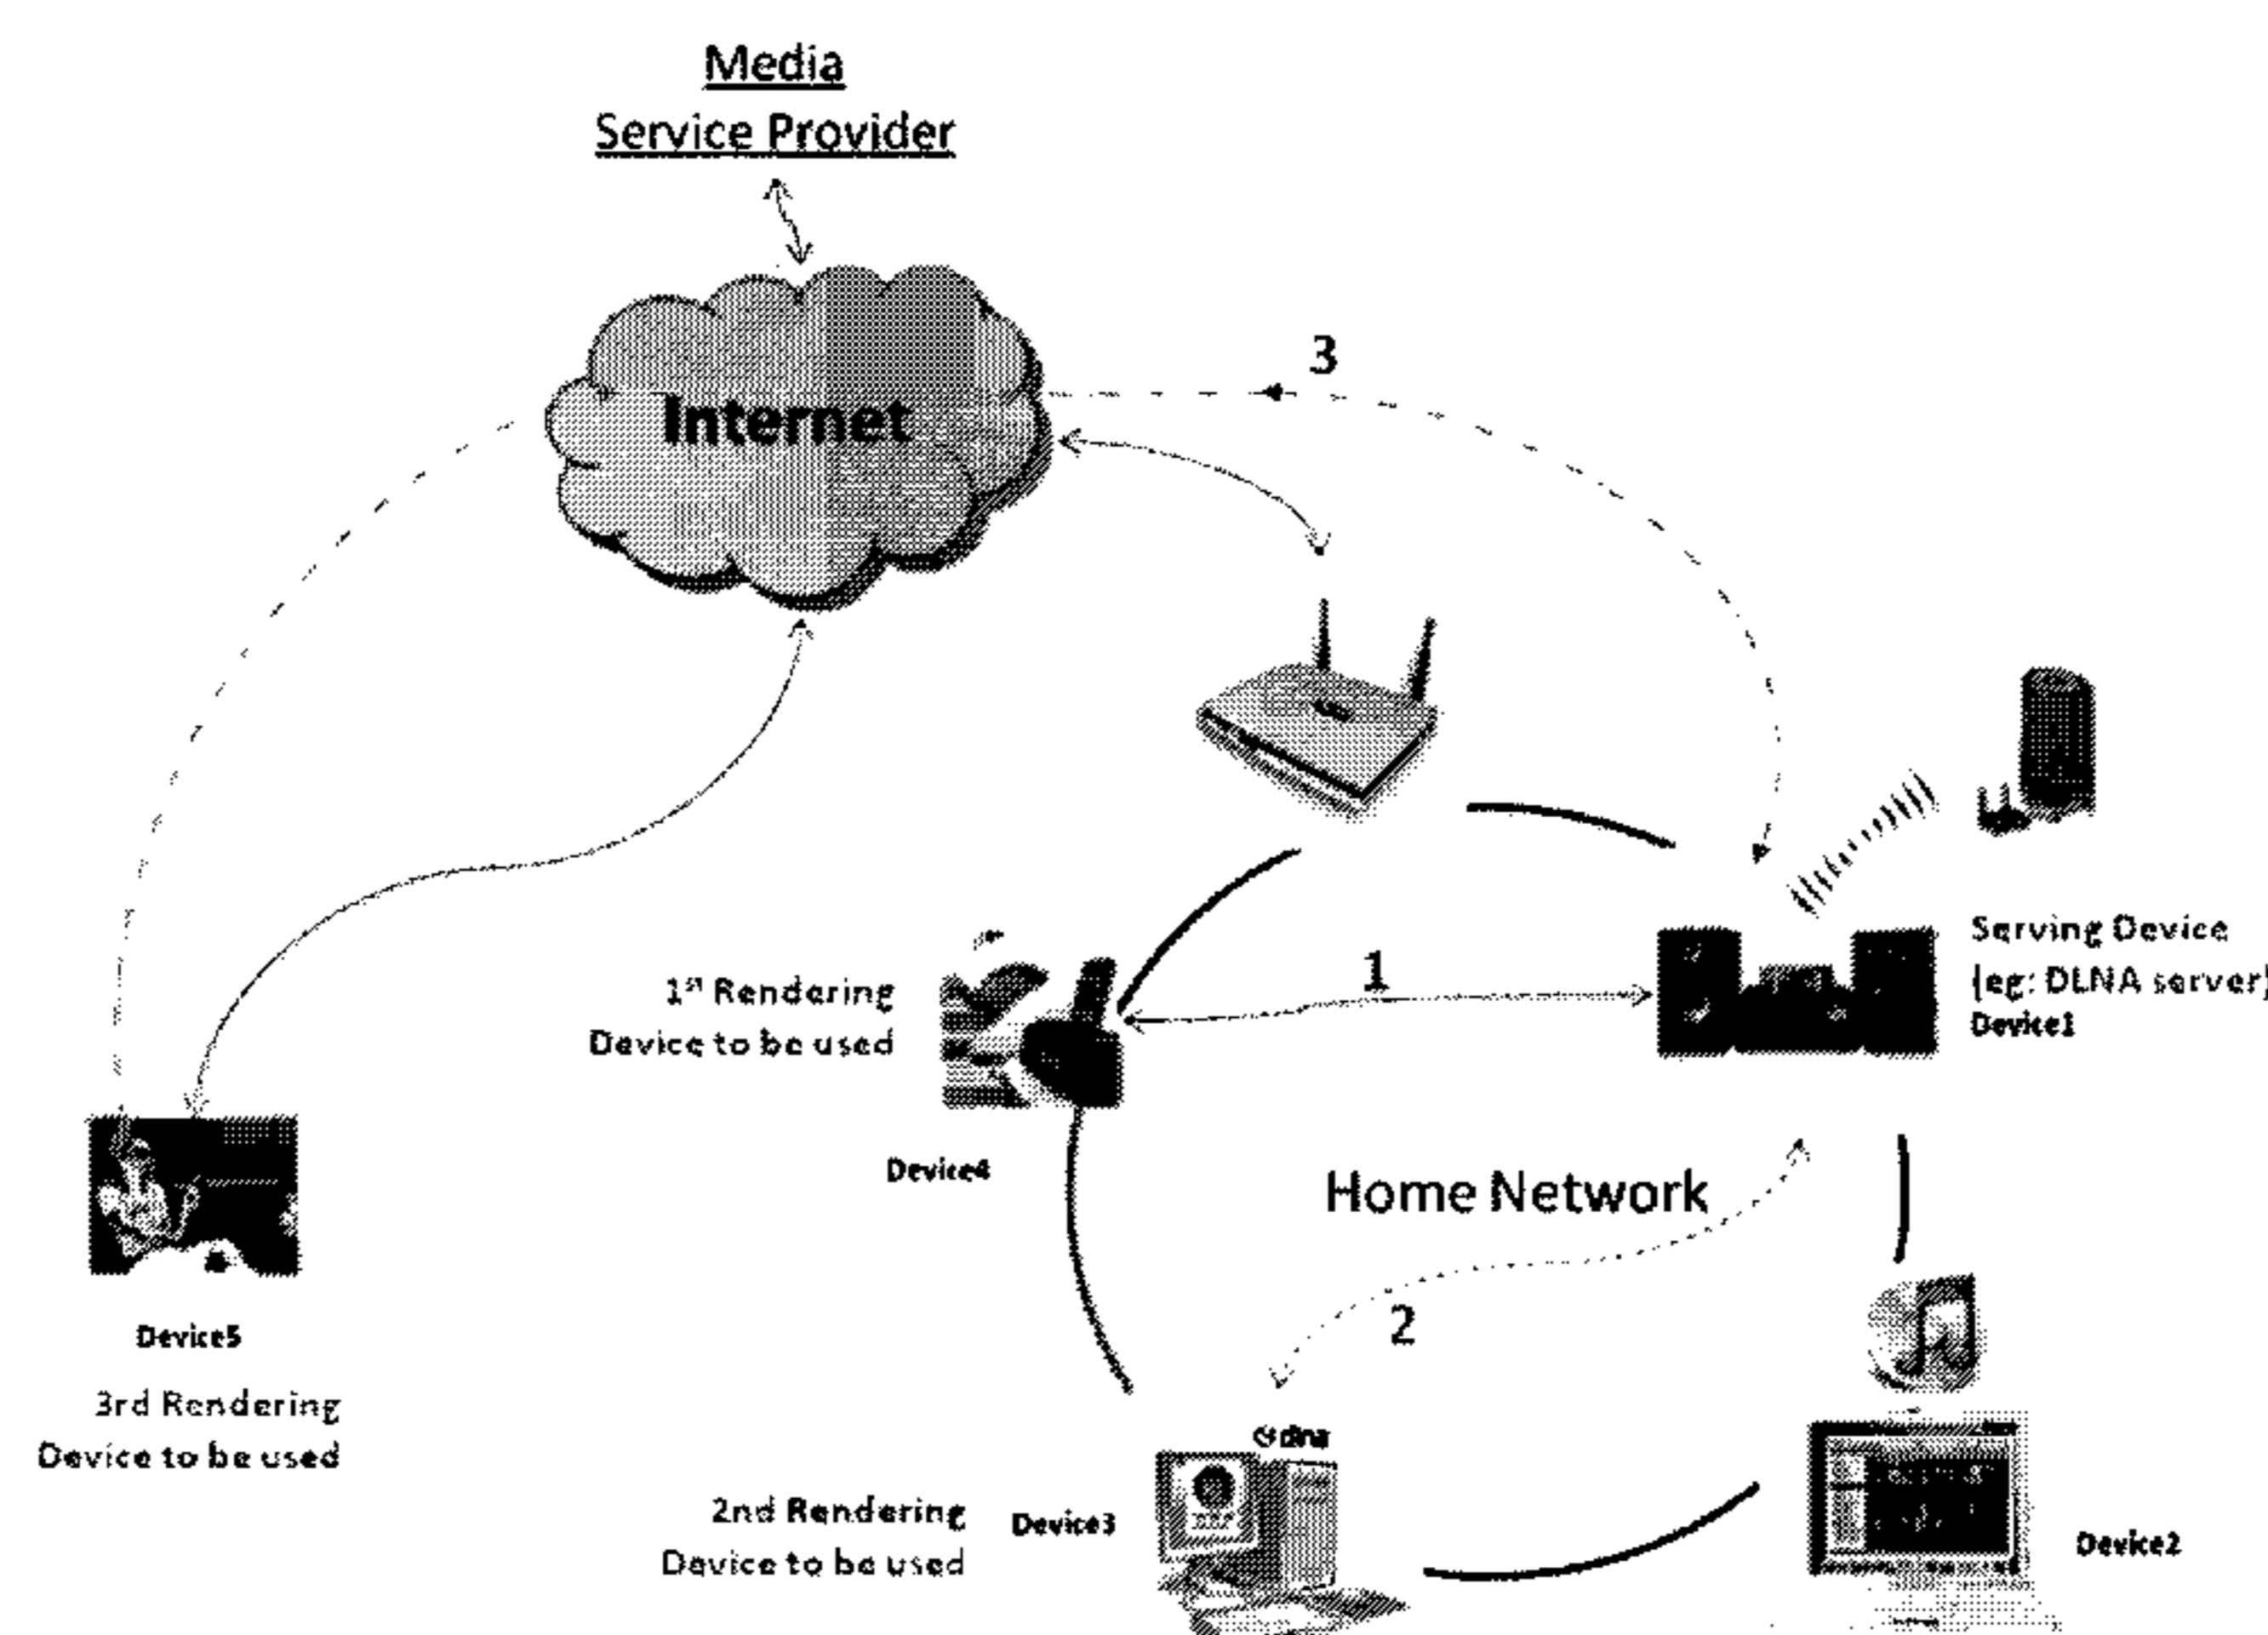 Media
Service Provider
3
Internet
1
Serving Device
(eg: DLNA server)
Device1
1st Rendering
Device to be used
Device4
Home Network
2
Device5
3rd Rendering
Device to be used
dlna
2nd Rendering
Device to be used
Device3
Device2